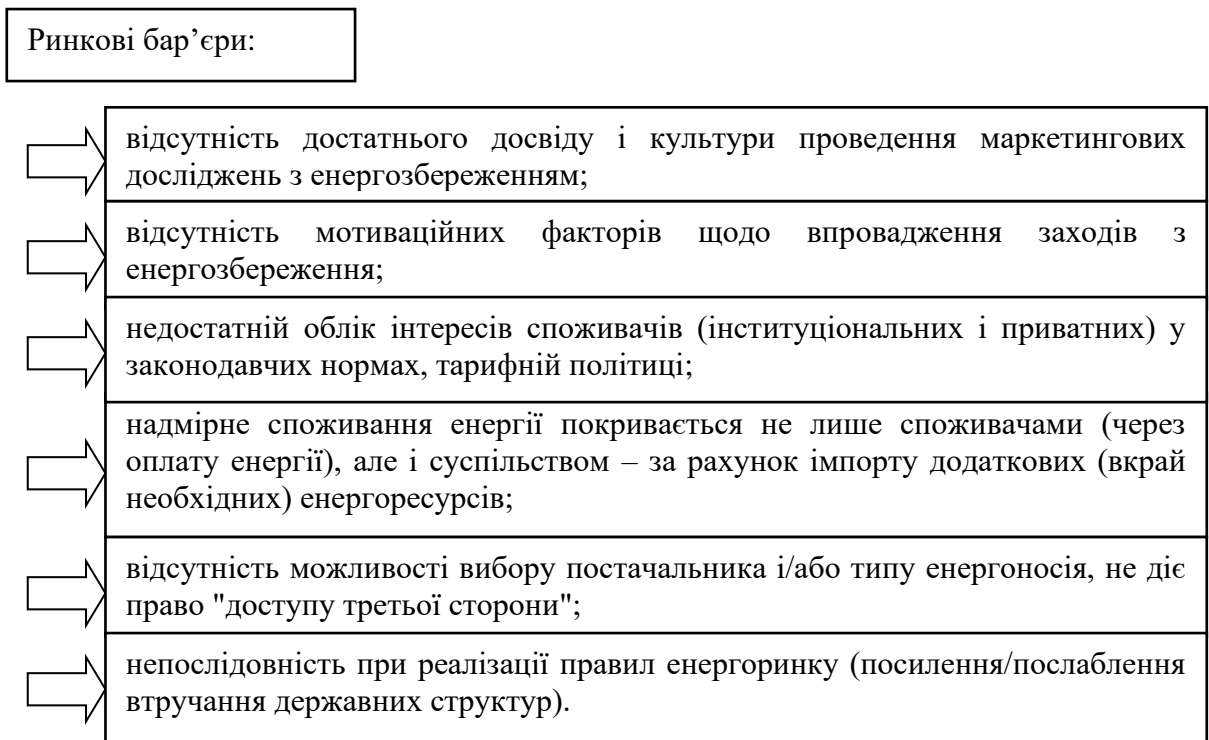 Ринкові бар’єри:
відсутність достатнього досвіду і культури проведення маркетингових
досліджень з енергозбереженням;
відсутність мотиваційних факторів щодо впровадження заходів з
енергозбереження;
недостатній облік інтересів споживачів (інституціональних і приватних) у
законодавчих нормах, тарифній політиці;
надмірне споживання енергії покривається не лише споживачами (через
оплату енергії), але і суспільством – за рахунок імпорту додаткових (вкрай
необхідних) енергоресурсів;
відсутність можливості вибору постачальника і/або типу енергоносія, не діє
право "доступу третьої сторони";
непослідовність при реалізації правил енергоринку (посилення/послаблення
втручання державних структур).